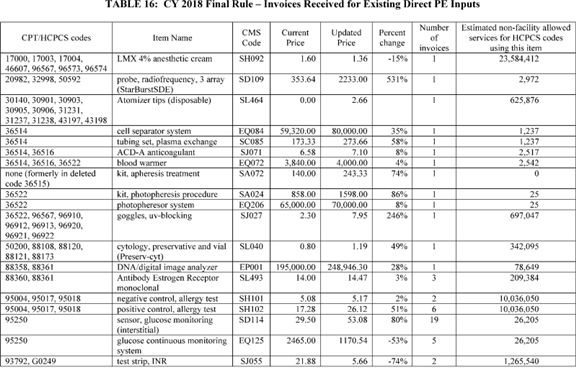 TABLE 16: CY 2018 Final Rule – Invoices Received for Existing Direct PE Inputs
CPT/HCPCS codes Item name CMS Code Current Price Updated Price Percent change Number of invoices Estimated non-facility allowed services for HCPCS codes using this item
17000, 17003, 17004, 46607, 96567, 96573, 96574 LMX 4% anesthetic cream SH092 1.60 1.36 -15% 1 23,584,412
20982, 32998, 50592 probe, radiofrequency, 3 array (StarBurstSDE) SD109 353.64 2233.00 531% 1 2,972
30140, 30901, 30903, 30905, 30906, 31231, 31237, 31238, 43197, 43198 Atomizer tips (disposable) SL464 0.00 2.66 1 625,876
36514 cell separator system EQ084 59,320.00 80,000.00 35% 1 1,237
36514 tubing set, plasma exchange SC085 173.33 273.66 58% 1 1,237
36514, 36516 ACD-A anticoagulant SJ071 6.58 7.10 8% 1 2,517
36514, 36516, 36522 blood warmer EQ072 3,840.00 4,000.00 4% 1 2,542
none (formerly in deleted code 36515) kit, apheresis treatment SA072 140.00 243.33 74% 1 0
36522 kit, photopheresis procedure SA024 858.00 1598.00 86% 1 25
36522 photopheresor system EQ206 65,000.00 70,000.00 8% 1 25
36522, 96567, 96910, 96912, 96913, 96920, 96921, 96922 goggles, uv-blocking SJ027 2.30 7.95 246% 1 697,047
50200, 88108, 88120, 88121, 88173 cytology, preservative and vial (Preserv-cyt) SL040 0.80 1.19 49% 1 342,095
88358, 88361 DNA/digital image analyzer EP001 195,000.00 248,946.30 28% 1 78,649
88360, 88361 Antibody Estrogen Receptor monoclonal SL493 14.00 14.47 3% 3 209,384
95004, 95017, 95018 negative control, allergy test SH101 5.08 5.17 2% 2 10,036,050
95004, 95017, 95018 positive control, allergy test SH102 17.28 26.12 51% 6 10,036,050
95250 sensor, glucose monitoring (interstitial) SD114 29.50 53.08 80% 19 26,205
95250 glucose continuous monitoring system EQ125 2465.00 1170.54 -53% 5 26,205
93792, G0249 test strip, INR SJ055 21.88 5.66 -74% 2 1,265,540